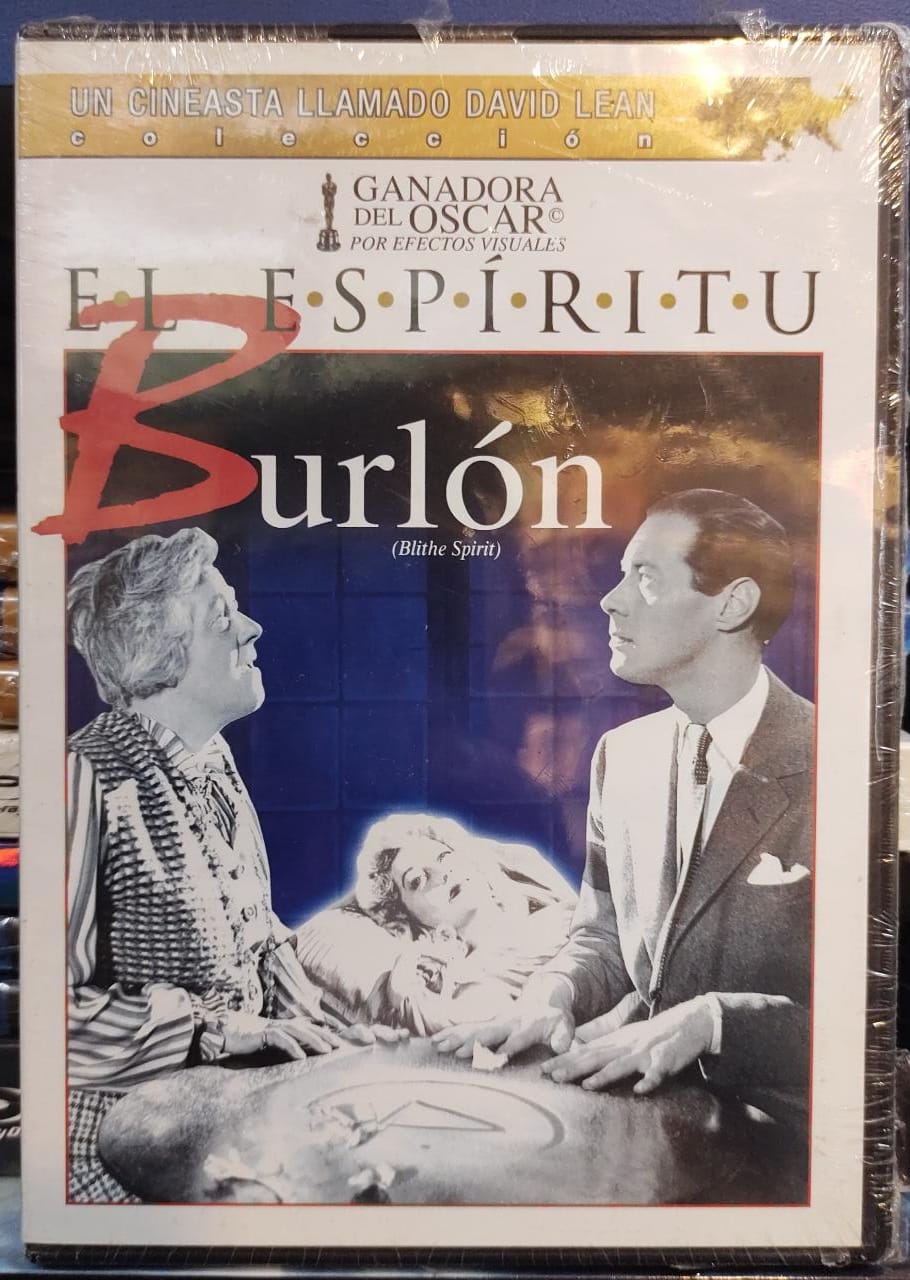 UN CINEASTA LLAMADO DAVID LEAN
colección
GANADORA
DEL OSCAR©
POR EFECTOS VISUALES
E·L E·S·P·Í·R·I·T·U
Burlón
(Blithe Spirit)